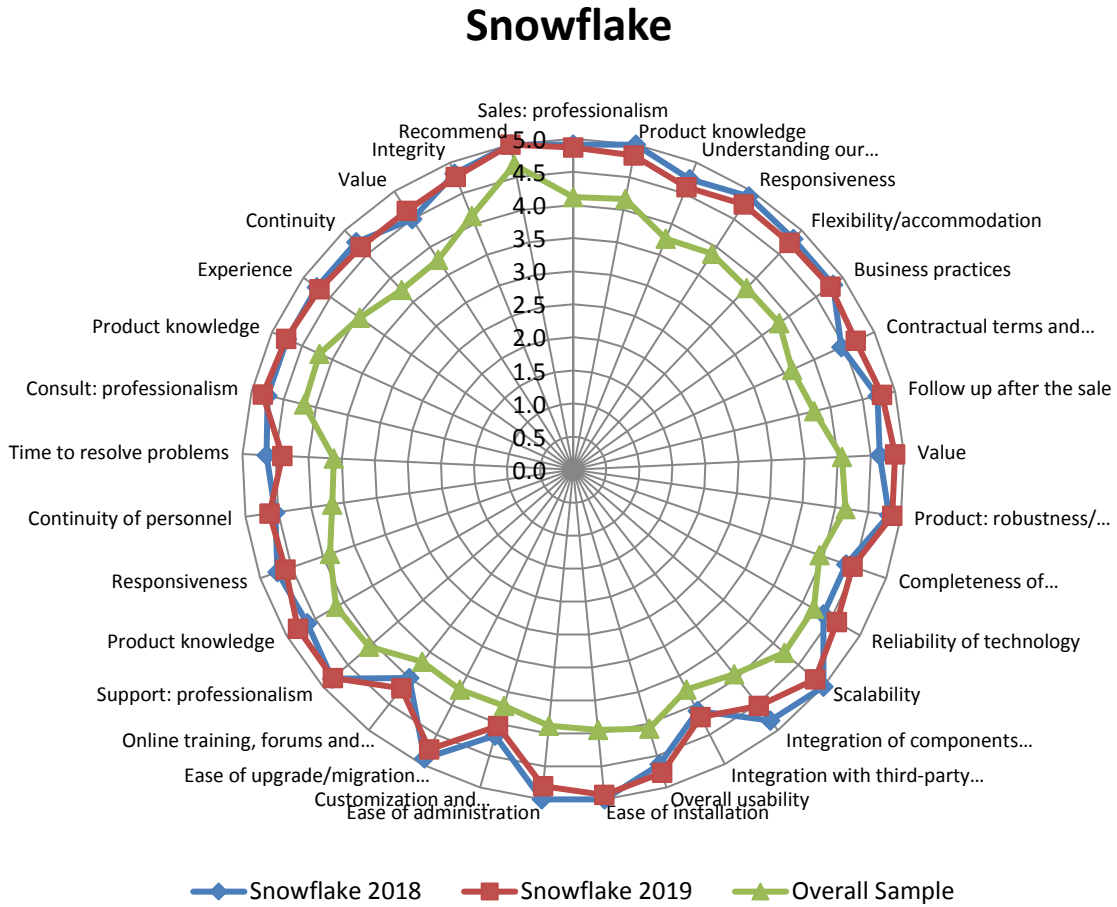 Snowflake
Sales: professionalism
Product knowledge
Understanding our...
Responsiveness
Flexibility/accommodation
Business practices
Contractual terms and...
Follow up after the sale
Value
Product: robustness/...
Completeness of...
Reliability of technology
Scalability
Integration of components...
Integration with third-party...
Overall usability
Ease of installation
Ease of administration
Customization and...
Ease of upgrade/migration...
Online training, forums and...
Support: professionalism
Product knowledge
Responsiveness
Continuity of personnel
Time to resolve problems
Consult: professionalism
Product knowledge
Experience
Continuity
Value
Integrity
Recommend
5.0
4.5
4.0
3.5
3.0
2.5
2.0
1.5
1.0
0.5
0.0
Snowflake 2018
Snowflake 2019
Overall Sample